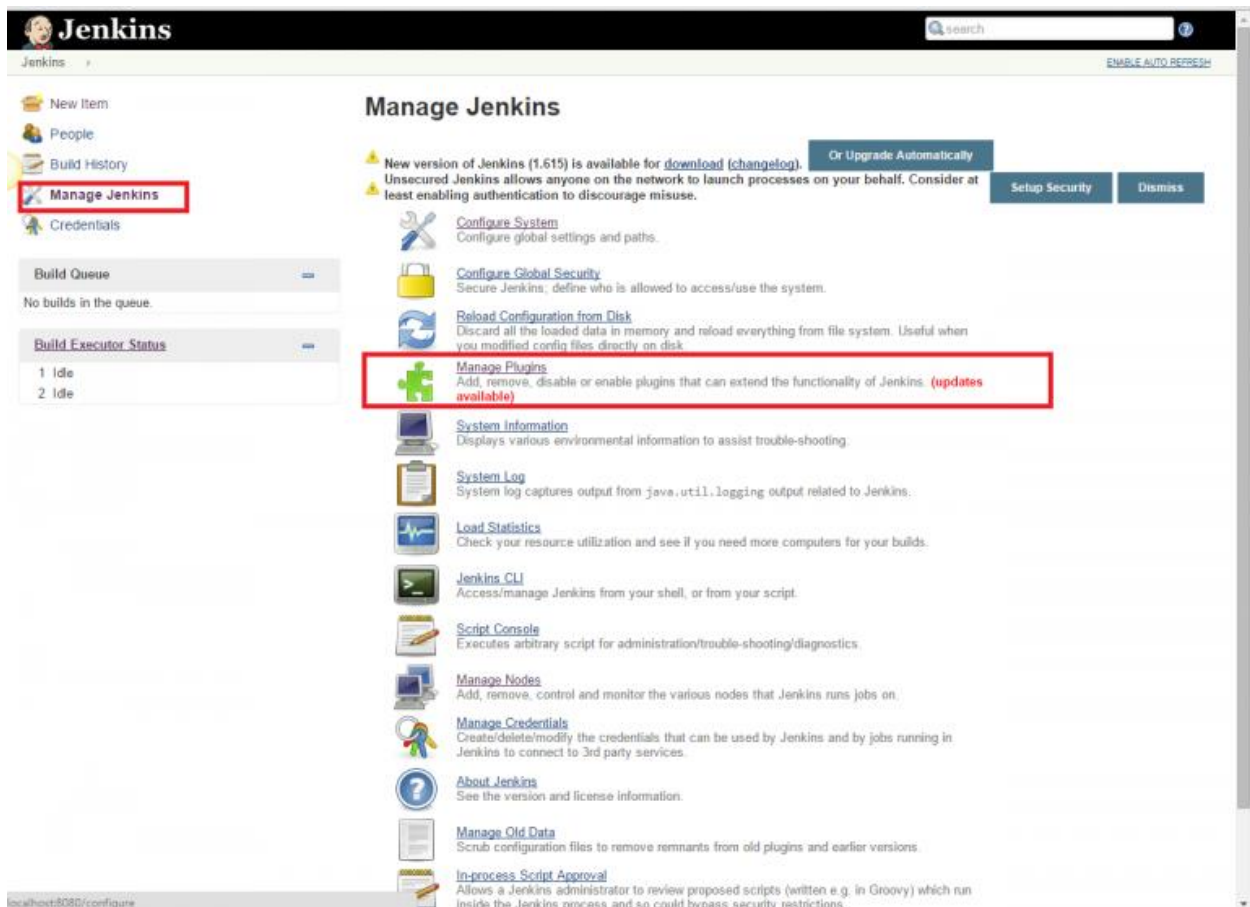 Jenkins
search
Jenkins
ENABLE AUTO REFRESH
New Item
People
Build History
Manage Jenkins
Credentials
Build Queue
No builds in the queue.
Build Executor Status
1 Idle
2 Idle
Manage Jenkins
New version of Jenkins (1.615) is available for download (changelog).
Or Upgrade Automatically
Unsecured Jenkins allows anyone on the network to launch processes on your behalf. Consider at
least enabling authentication to discourage misuse.
Setup Security
Dismiss
Configure System
Configure global settings and paths.
Configure Global Security
Secure Jenkins; define who is allowed to access/use the system.
Reload Configuration from Disk
Discard all the loaded data in memory and reload everything from file system. Useful when
you modified config files directly on disk.
Manage Plugins
Add, remove, disable or enable plugins that can extend the functionality of Jenkins. (updates
available)
System Information
Displays various environmental information to assist trouble-shooting.
System Log
System log captures output from java.util.logging output related to Jenkins.
Load Statistics
Check your resource utilization and see if you need more computers for your builds.
Jenkins CLI
Access/manage Jenkins from your shell, or from your script.
Script Console
Executes arbitrary script for administration/trouble-shooting/diagnostics.
Manage Nodes
Add, remove, control and monitor the various nodes that Jenkins runs jobs on.
Manage Credentials
Create/delete/modify the credentials that can be used by Jenkins and by jobs running in
Jenkins to connect to 3rd party services.
About Jenkins
See the version and license information.
Manage Old Data
Scrub configuration files to remove remnants from old plugins and earlier versions.
In-process Script Approval
Allows a Jenkins administrator to review proposed scripts (written e.g. in Groovy) which run
inside the Jenkins process and so could bypass security restrictions.
localhost:8080/configure